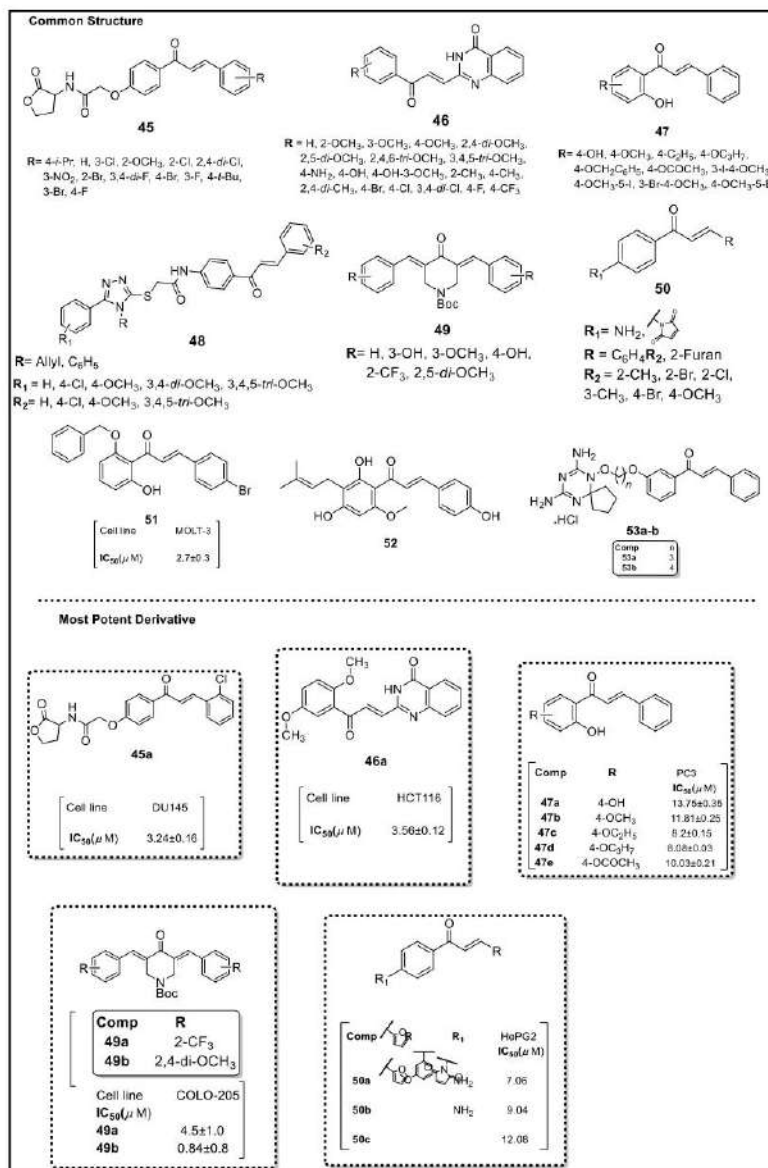 Common Structure
45
R= 4-i-Pr, H, 3-Cl, 2-OCH₃, 2-Cl, 2,4-di-Cl,
3-NO₂, 2-Br, 3,4-di-F, 4-Br, 3-F, 4-t-Bu,
3-Br, 4-F
46
R = H, 2-OCH₃, 3-OCH₃, 4-OCH₃, 2,4-di-OCH₃,
2,5-di-OCH₃, 2,4,6-tri-OCH₃, 3,4,5-tri-OCH₃,
4-NH₂, 4-OH, 4-OH-3-OCH₃, 2-CH₃, 4-CH₃,
2,4-di-CH₃, 4-Br, 4-Cl, 3,4-di-Cl, 4-F, 4-CF₃
47
R=4-OH, 4-OCH₃, 4-C₂H₅, 4-OC₃H₇,
4-OCH₂C₆H₅, 4-OCOCH₃, 3-I-4-OCH₃
4-OCH₃-5-I, 3-Br-4-OCH₃, 4-OCH₃-5-B
48
R= Allyl, C₆H₅
R₁ = H, 4-Cl, 4-OCH₃, 3,4-di-OCH₃, 3,4,5-tri-OCH₃
R₂= H, 4-Cl, 4-OCH₃, 3,4,5-tri-OCH₃
49
R= H, 3-OH, 3-OCH₃, 4-OH,
2-CF₃, 2,5-di-OCH₃
50
R₁= NH₂,
R = C₆H₄R₂, 2-Furan
R₂ = 2-CH₃, 2-Br, 2-Cl,
3-CH₃, 4-Br, 4-OCH₃
51
Cell line MOLT-3
IC₅₀(μM) 2.7±0.3
52
.HCl
53a-b
Comp n
53a 3
53b 4
Most Potent Derivative
45a
Cell line DU145
IC₅₀(μM) 3.24±0.16
46a
Cell line HCT116
IC₅₀(μM) 3.56±0.12
Comp R PC3
IC₅₀(μM)
47a 4-OH 13.75±0.35
47b 4-OCH₃ 11.81±0.25
47c 4-OC₂H₅ 8.2±0.15
47d 4-OC₃H₇ 8.08±0.03
47e 4-OCOCH₃ 10.03±0.21
Comp R
49a 2-CF₃
49b 2,4-di-OCH₃
Cell line COLO-205
IC₅₀(μM)
49a 4.5±1.0
49b 0.84±0.8
Comp R R₁ HePG2
IC₅₀(μM)
50a NH₂ 7.06
50b NH₂ 9.04
50c 12.08